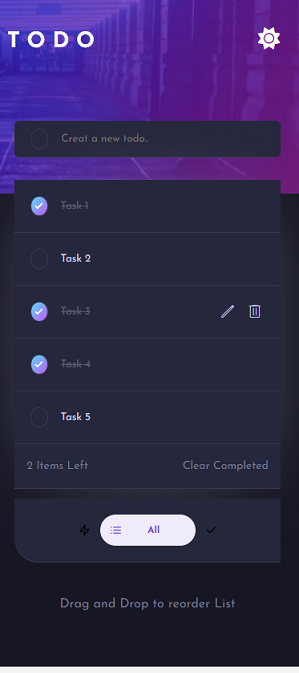 TODO
Creat a new todo..
Task 1
Task 2
Task 3
Task 4
Task 5
2 Items Left Clear Completed
All
Drag and Drop to reorder List